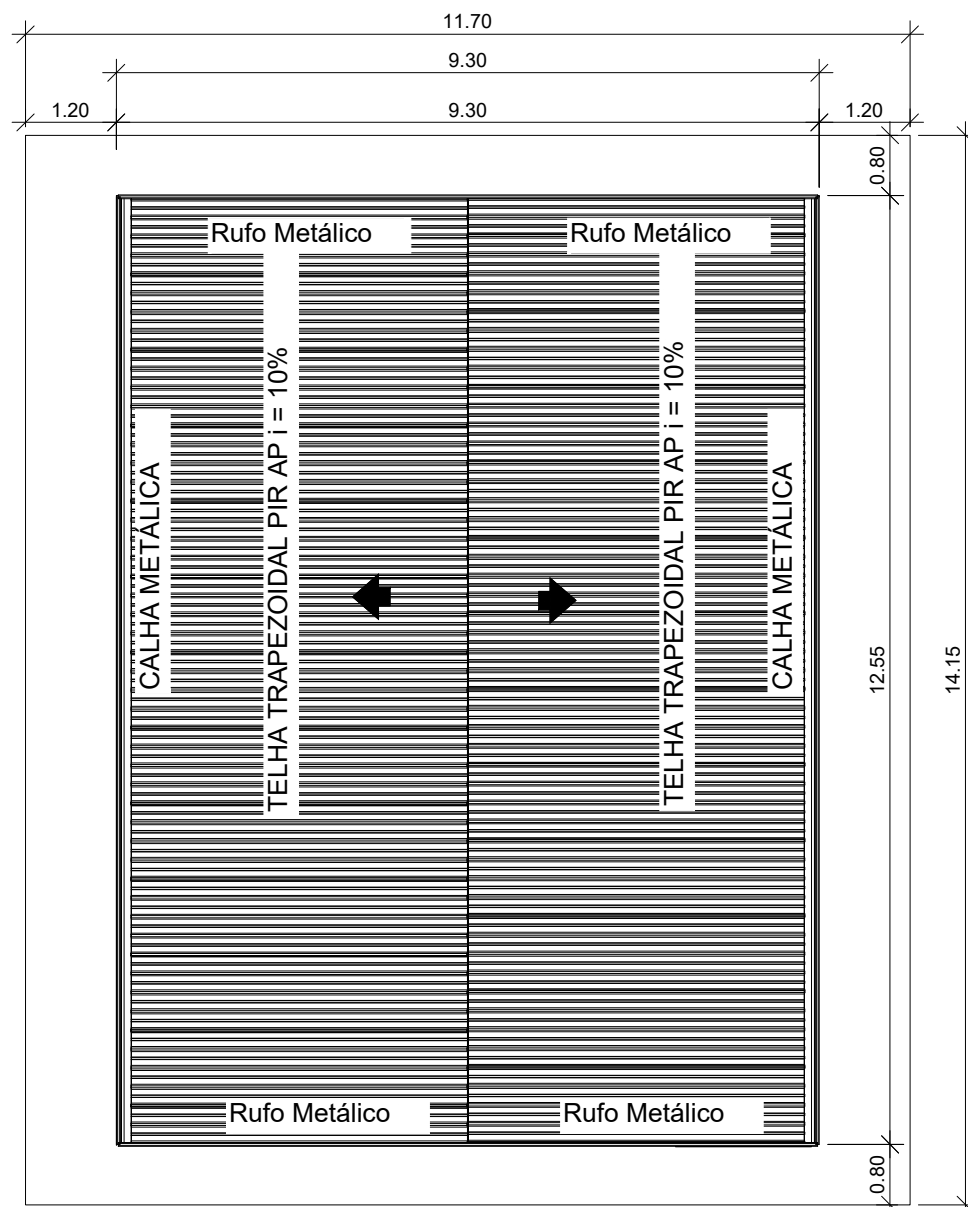 11.70
9.30
1.20
9.30
1.20
0.80
Rufo Metálico
Rufo Metálico
TELHA TRAPEZOIDAL PIR AP i = 10%
TELHA TRAPEZOIDAL PIR AP i = 10%
CALHA METÁLICA
CALHA METÁLICA
12.55
14.15
Rufo Metálico
Rufo Metálico
0.80